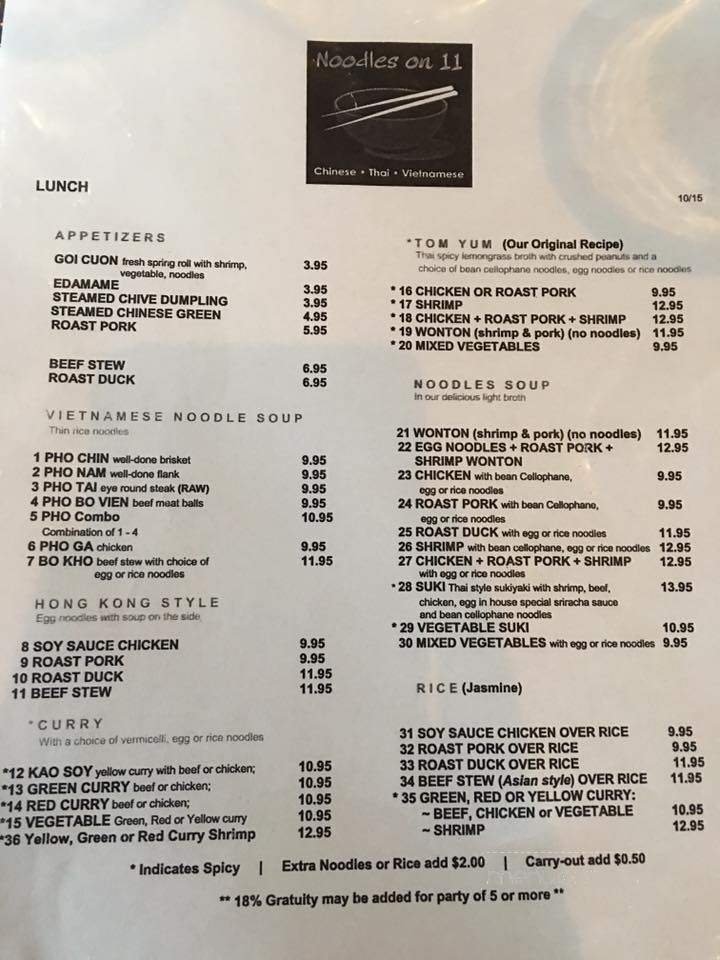 Noodles on 11
Chinese • Thai • Vietnamese
LUNCH
10/15
APPETIZERS
GOI CUON fresh spring roll with shrimp, 3.95
vegetable, noodles
EDAMAME 3.95
STEAMED CHIVE DUMPLING 3.95
STEAMED CHINESE GREEN 4.95
ROAST PORK 5.95
BEEF STEW 6.95
ROAST DUCK 6.95
VIETNAMESE NOODLE SOUP
Thin rice noodles
1 PHO CHIN well-done brisket 9.95
2 PHO NAM well-done flank 9.95
3 PHO TAI eye round steak (RAW) 9.95
4 PHO BO VIEN beef meat balls 9.95
5 PHO Combo 10.95
Combination of 1 - 4
6 PHO GA chicken 9.95
7 BO KHO beef stew with choice of 11.95
egg or rice noodles
HONG KONG STYLE
Egg noodles with soup on the side
8 SOY SAUCE CHICKEN 9.95
9 ROAST PORK 9.95
10 ROAST DUCK 11.95
11 BEEF STEW 11.95
*CURRY
With a choice of vermicelli, egg or rice noodles
*12 KAO SOY yellow curry with beef or chicken; 10.95
*13 GREEN CURRY beef or chicken; 10.95
*14 RED CURRY beef or chicken; 10.95
*15 VEGETABLE Green, Red or Yellow curry 10.95
*36 Yellow, Green or Red Curry Shrimp 12.95
*TOM YUM (Our Original Recipe)
Thai spicy lemongrass broth with crushed peanuts and a
choice of bean cellophane noodles, egg noodles or rice noodles
* 16 CHICKEN OR ROAST PORK 9.95
* 17 SHRIMP 12.95
* 18 CHICKEN + ROAST PORK + SHRIMP 12.95
* 19 WONTON (shrimp & pork) (no noodles) 11.95
* 20 MIXED VEGETABLES 9.95
NOODLES SOUP
In our delicious light broth
21 WONTON (shrimp & pork) (no noodles) 11.95
22 EGG NOODLES + ROAST PORK + 12.95
SHRIMP WONTON
23 CHICKEN with bean Cellophane, 9.95
egg or rice noodles
24 ROAST PORK with bean Cellophane, 9.95
egg or rice noodles
25 ROAST DUCK with egg or rice noodles 11.95
26 SHRIMP with bean cellophane, egg or rice noodles 12.95
27 CHICKEN + ROAST PORK + SHRIMP 12.95
with egg or rice noodles
* 28 SUKI Thai style sukiyaki with shrimp, beef, 13.95
chicken, egg in house special sriracha sauce
and bean cellophane noodles
* 29 VEGETABLE SUKI 10.95
30 MIXED VEGETABLES with egg or rice noodles 9.95
RICE (Jasmine)
31 SOY SAUCE CHICKEN OVER RICE 9.95
32 ROAST PORK OVER RICE 9.95
33 ROAST DUCK OVER RICE 11.95
34 BEEF STEW (Asian style) OVER RICE 11.95
* 35 GREEN, RED OR YELLOW CURRY:
~ BEEF, CHICKEN or VEGETABLE 10.95
~ SHRIMP 12.95
* Indicates Spicy | Extra Noodles or Rice add $2.00 | Carry-out add $0.50
** 18% Gratuity may be added for party of 5 or more **